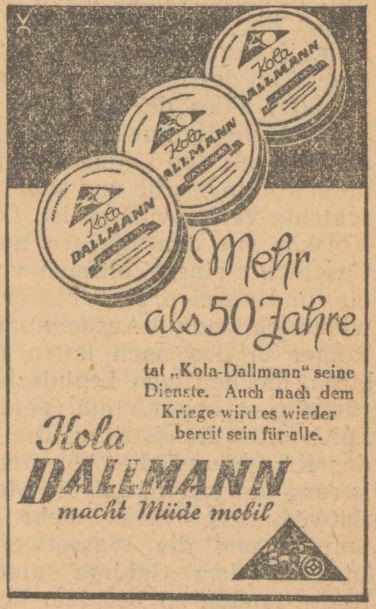 Kola
DALLMANN
Kola
DALLMANN
Kola
DALLMANN
Mehr
als 50 Jahre
tat „Kola-Dallmann“ seine
Dienste. Auch nach dem
Kriege wird es wieder
bereit sein für alle.
Kola
DALLMANN
macht Müde mobil